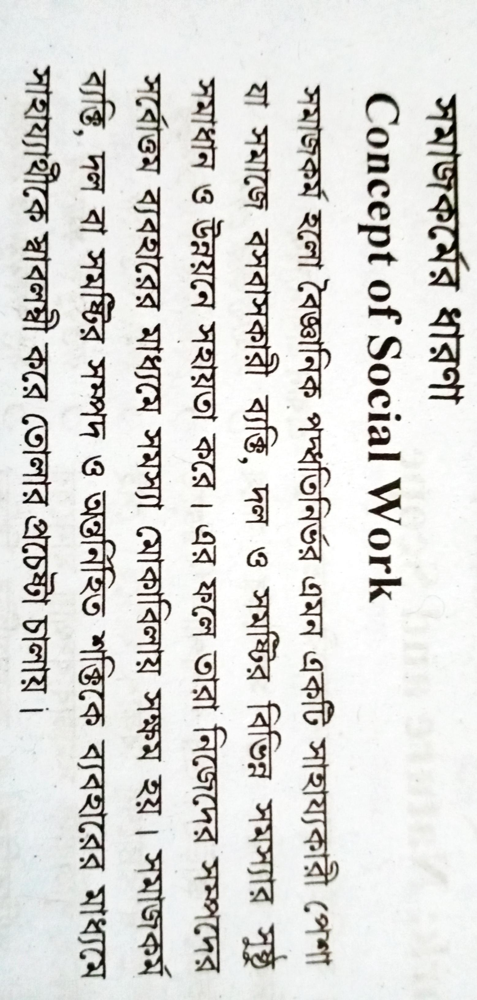 সমাজকর্মের ধারণা
Concept of Social Work
সমাজকর্ম হলো বৈজ্ঞানিক পদ্ধতিনির্ভর এমন একটি সাহায্যকারী পেশা
যা সমাজে বসবাসকারী ব্যক্তি, দল ও সমষ্টির বিভিন্ন সমস্যার সুষ্ঠু
সমাধান ও উন্নয়নে সহায়তা করে। এর ফলে তারা নিজেদের সম্পদের
সর্বোত্তম ব্যবহারের মাধ্যমে সমস্যা মোকাবিলায় সক্ষম হয়। সমাজকর্ম
ব্যক্তি, দল বা সমষ্টির সম্পদ ও অন্তর্নিহিত শক্তিকে ব্যবহারের মাধ্যমে
সাহায্যার্থীকে স্বাবলম্বী করে তোলার প্রচেষ্টা চালায়।